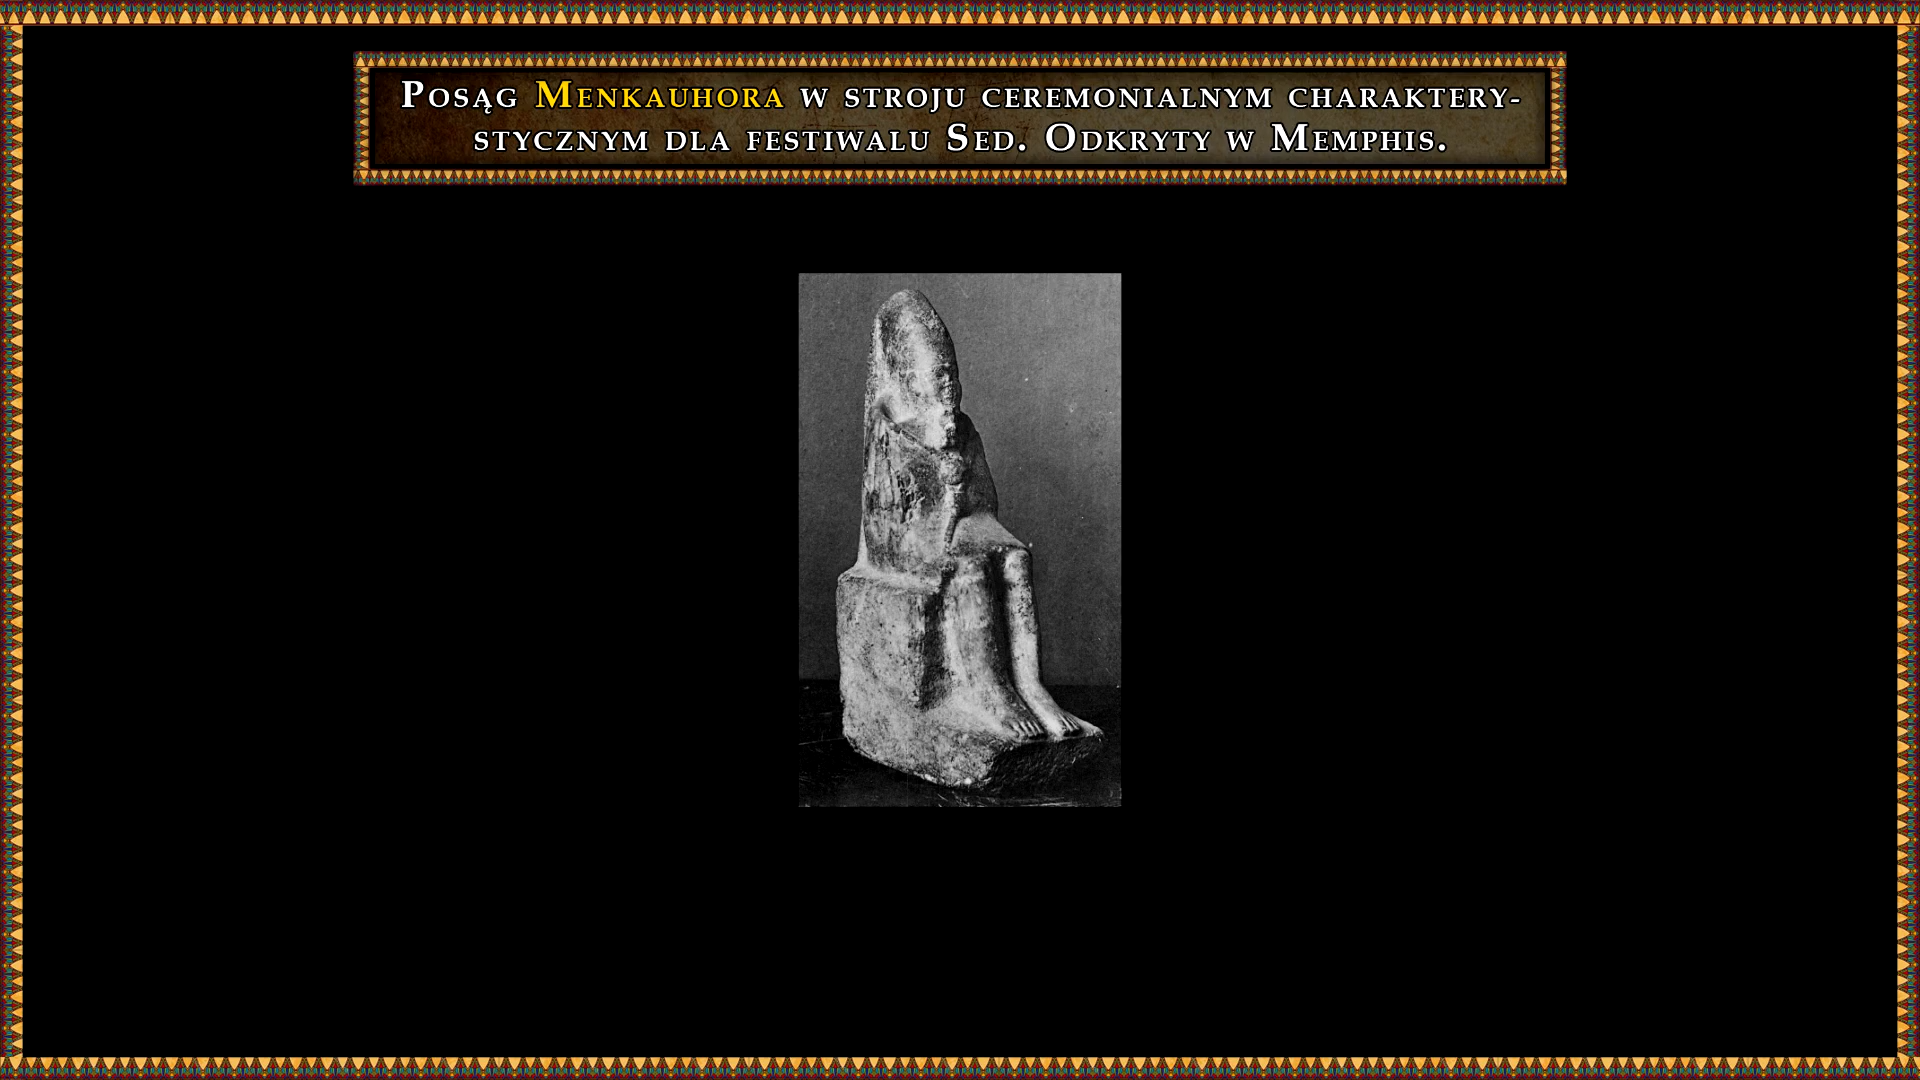 Posąg Menkauhora w stroju ceremonialnym charaktery-
stycznym dla festiwalu Sed. Odkryty w Memphis.